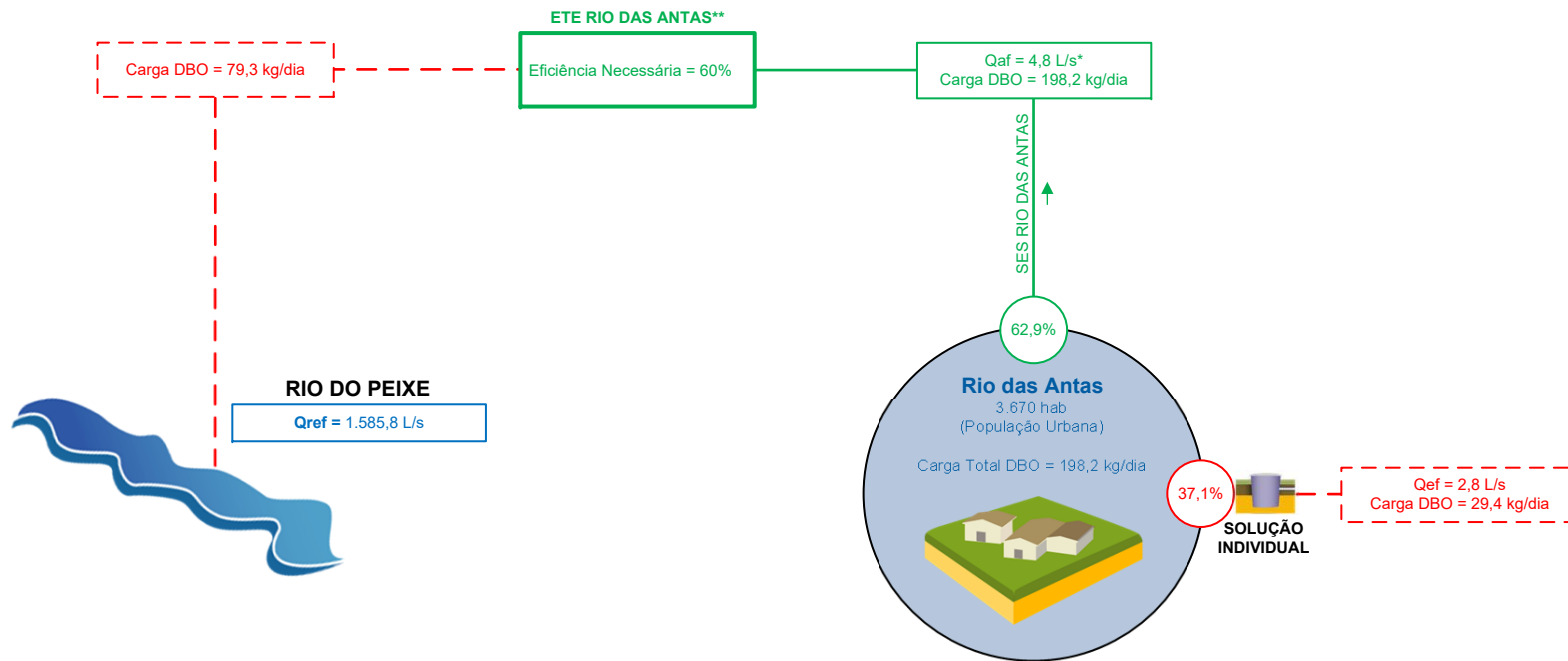 ETE RIO DAS ANTAS**
Carga DBO = 79,3 kg/dia
Eficiência Necessária = 60%
Qaf = 4,8 L/s*
Carga DBO = 198,2 kg/dia
SES RIO DAS ANTAS
62,9%
RIO DO PEIXE
Qref = 1.585,8 L/s
Rio das Antas
3.670 hab
(População Urbana)
Carga Total DBO = 198,2 kg/dia
37,1%
SOLUÇÃO
INDIVIDUAL
Qef = 2,8 L/s
Carga DBO = 29,4 kg/dia